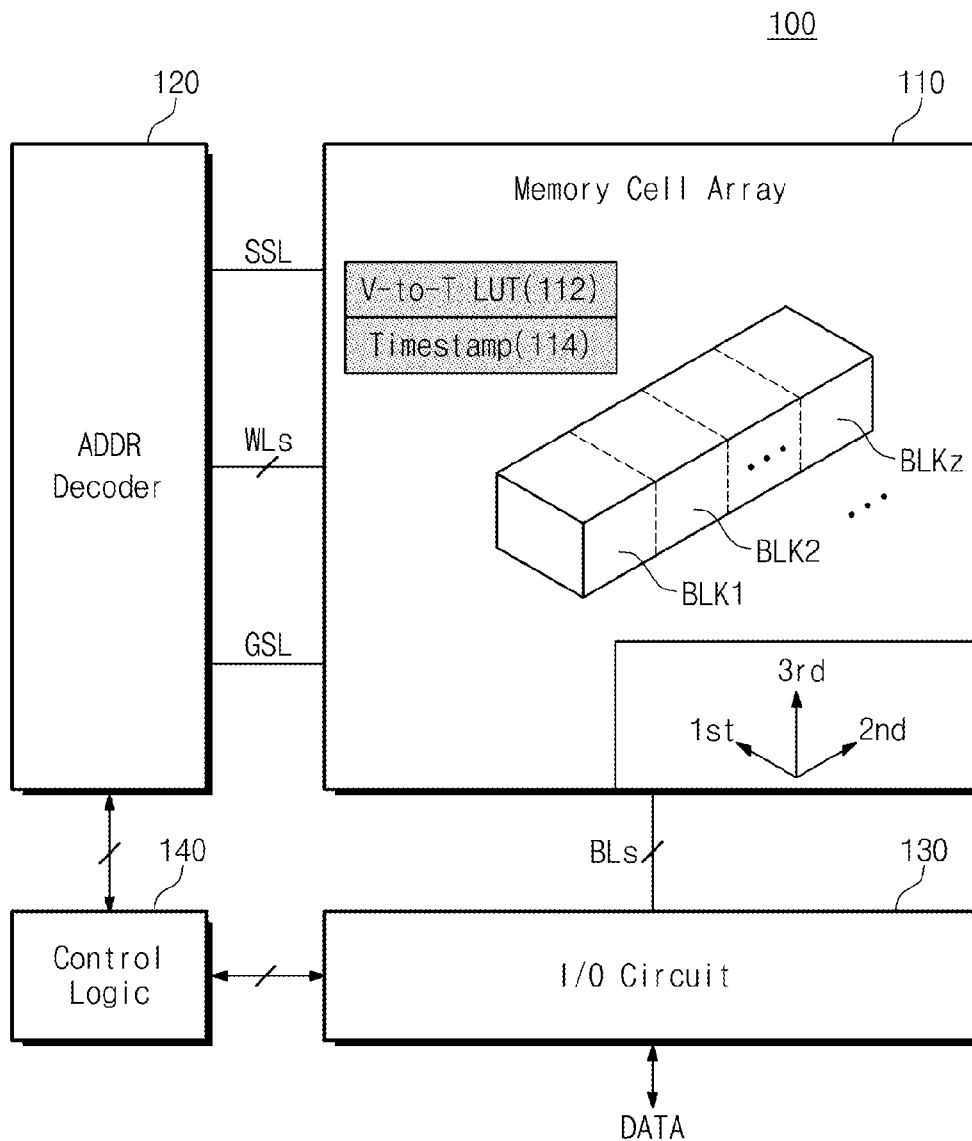 100
120
110
Memory Cell Array
SSL
V-to-T LUT(112)
Timestamp(114)
ADDR
Decoder
WLs
BLKz
BLK2
BLK1
GSL
3rd
1st
2nd
140
BLs
130
Control
Logic
I/O Circuit
DATA